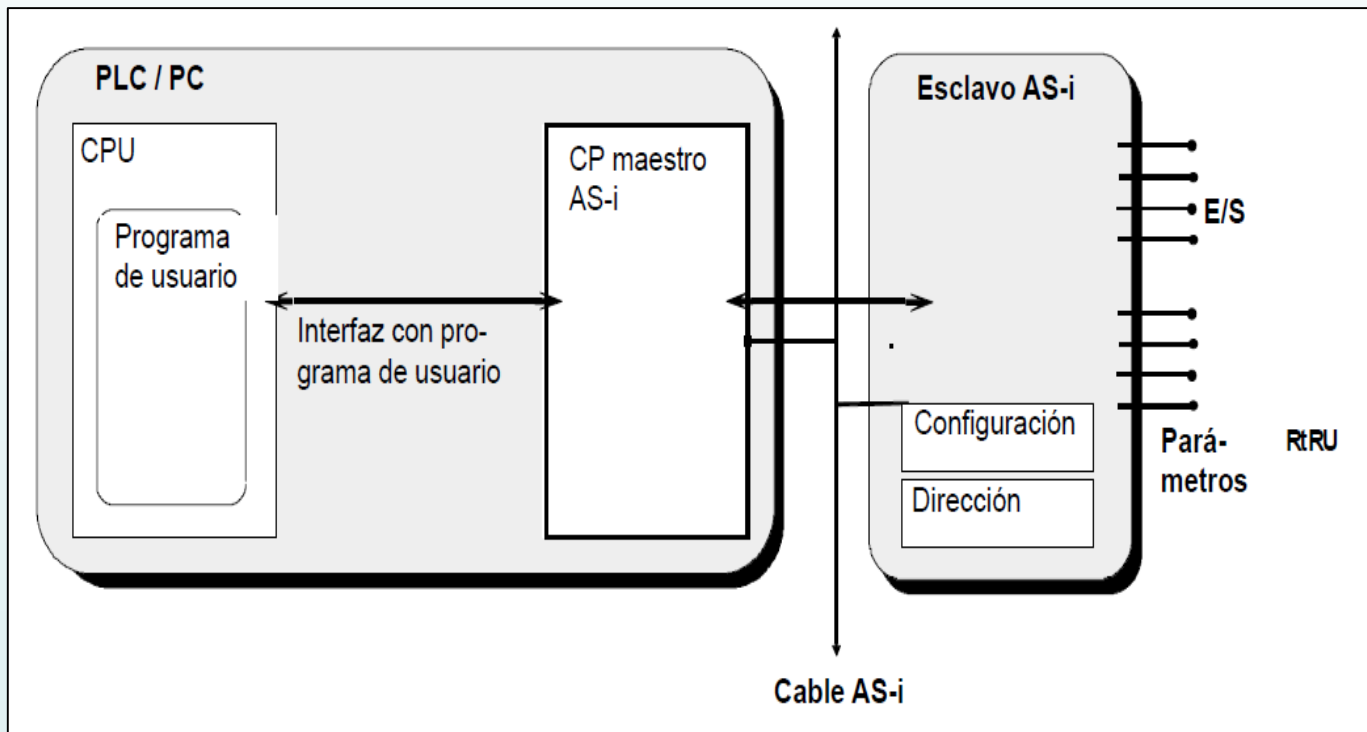 PLC / PC
CPU
Programa
de usuario
Interfaz con pro-
grama de usuario
CP maestro
AS-i
Esclavo AS-i
E/S
Configuración
Dirección
Pará-
metros
RtRU
Cable AS-i